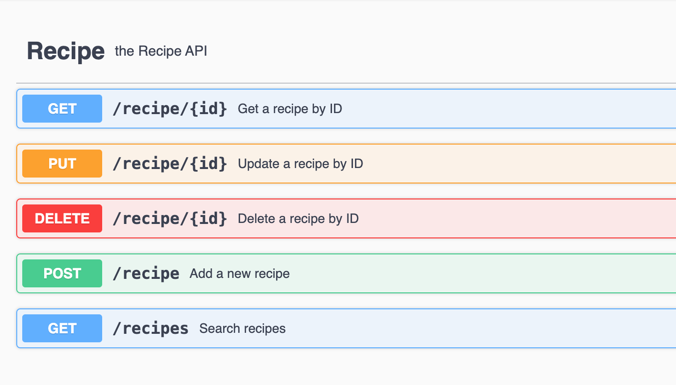 Recipe the Recipe API
GET /recipe/{id} Get a recipe by ID
PUT /recipe/{id} Update a recipe by ID
DELETE /recipe/{id} Delete a recipe by ID
POST /recipe Add a new recipe
GET /recipes Search recipes